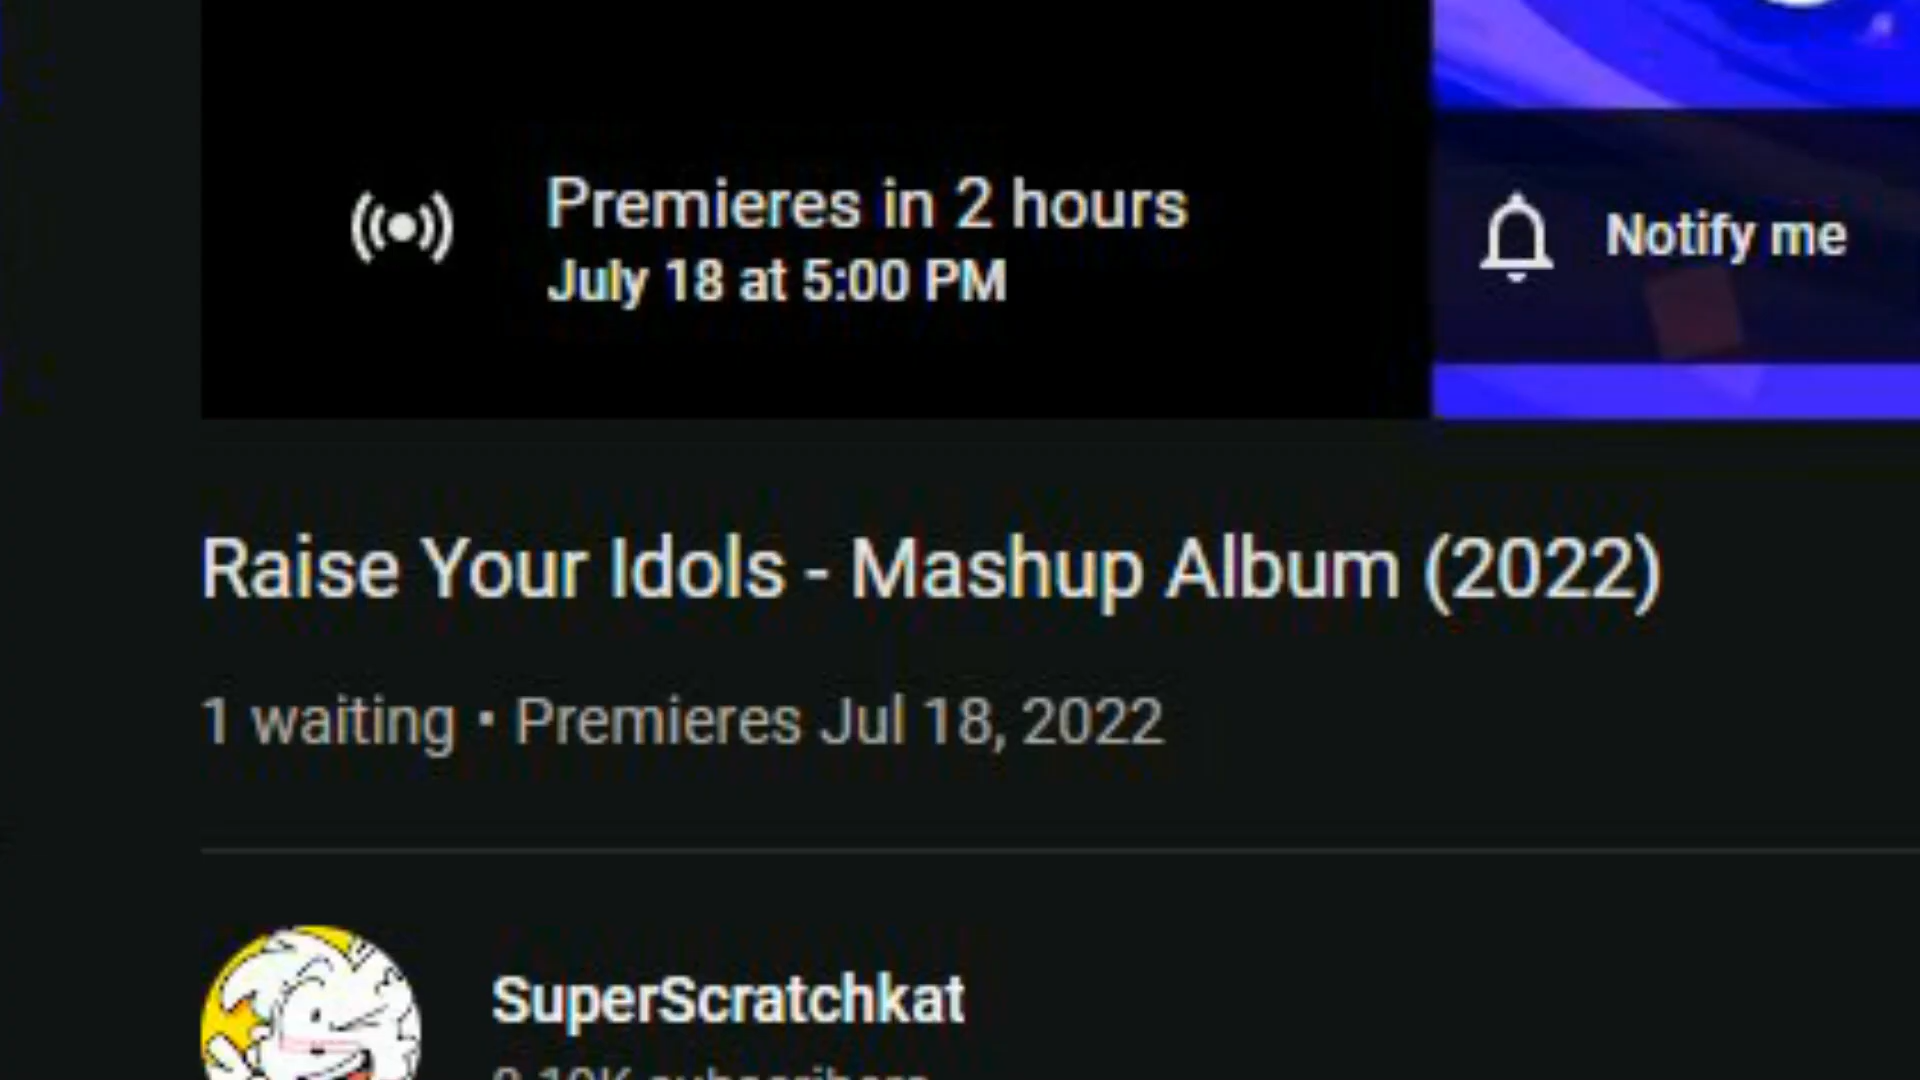 Premieres in 2 hours
July 18 at 5:00 PM
Notify me
Raise Your Idols - Mashup Album (2022)
1 waiting • Premieres Jul 18, 2022
SuperScratchkat
subscribers